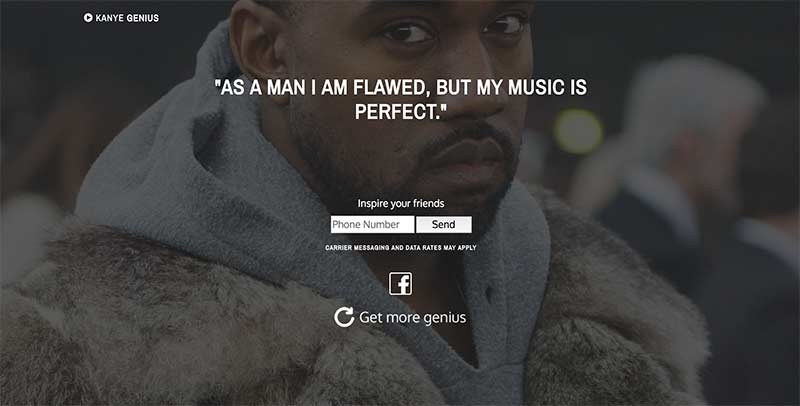 KANYE GENIUS
"AS A MAN I AM FLAWED, BUT MY MUSIC IS
PERFECT."
Inspire your friends
Phone Number Send
CARRIER MESSAGING AND DATA RATES MAY APPLY
f
Get more genius